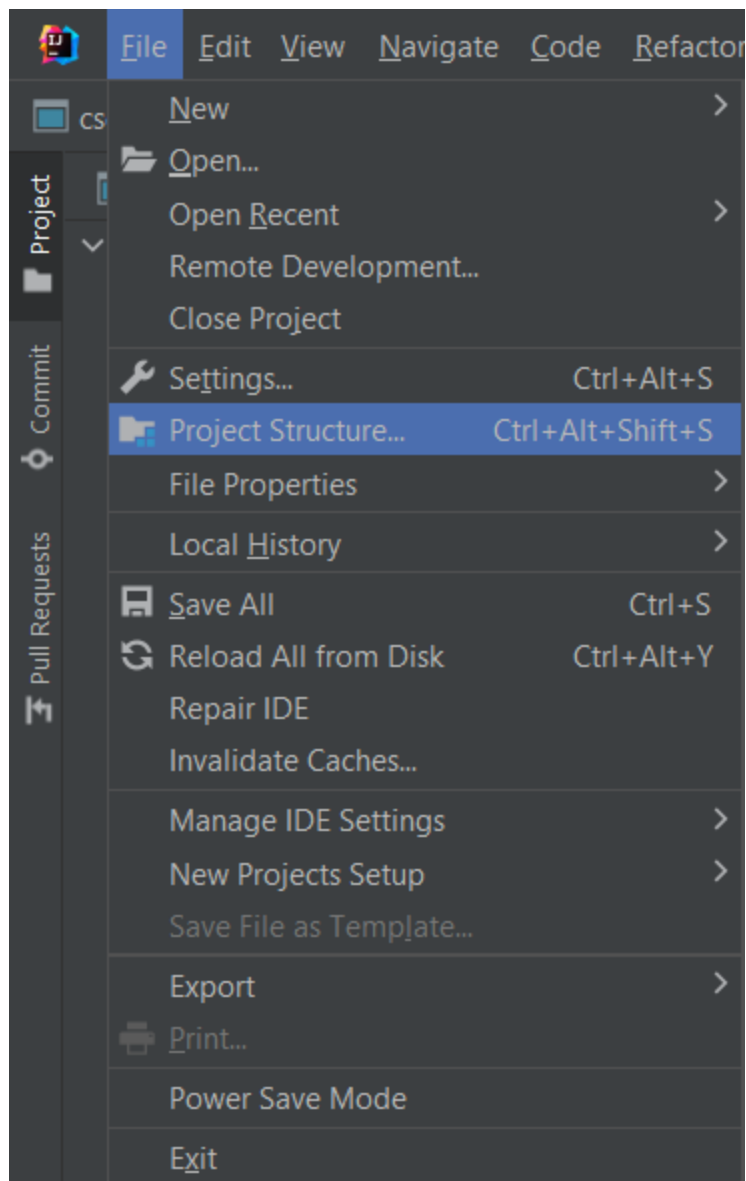 File Edit View Navigate Code Refactor
cs
New
Open...
Open Recent
Remote Development...
Close Project
Settings... Ctrl+Alt+S
Project Structure... Ctrl+Alt+Shift+S
File Properties
Local History
Save All Ctrl+S
Reload All from Disk Ctrl+Alt+Y
Repair IDE
Invalidate Caches...
Manage IDE Settings
New Projects Setup
Save File as Template...
Export
Print...
Power Save Mode
Exit
Project
Commit
Pull Requests
IJ